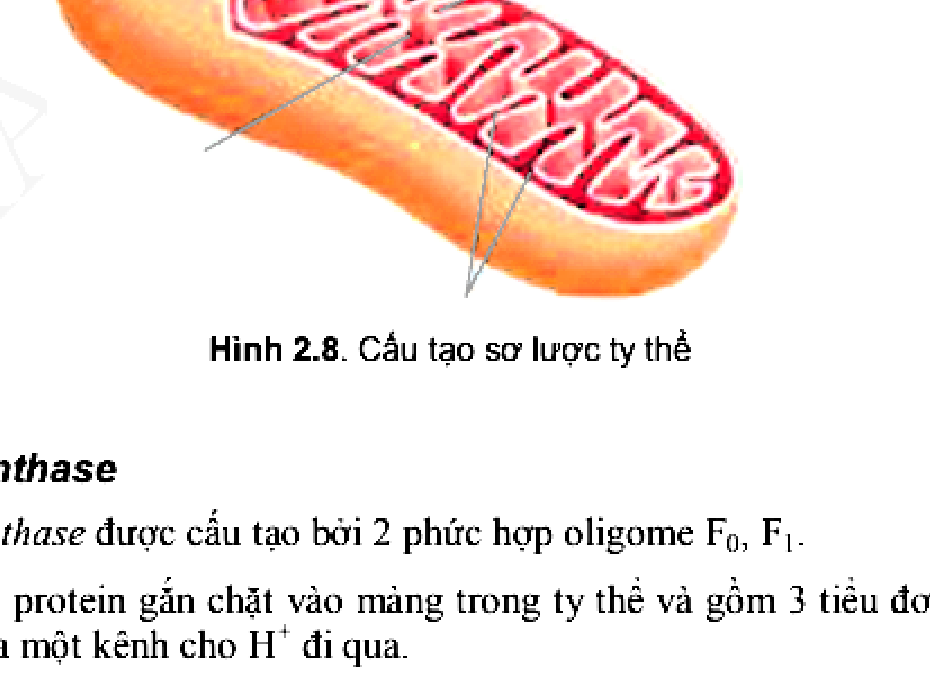 Hình 2.8. Cấu tạo sơ lược ty thể
nthase
thase được cấu tạo bởi 2 phức hợp oligome F₀, F₁.
protein gắn chặt vào màng trong ty thể và gồm 3 tiểu đơ
một kênh cho H⁺ đi qua.